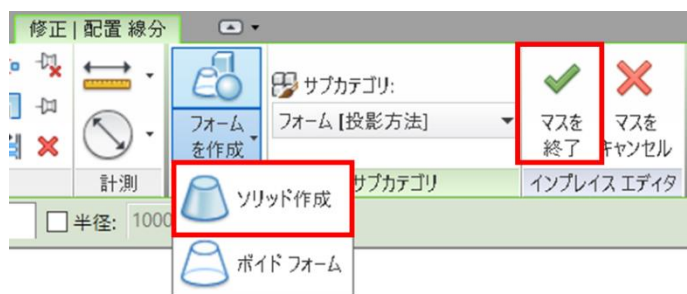 修正 | 配置 線分
フォーム
を作成
サブカテゴリ:
フォーム [投影方法]
マスを
終了
マスを
キャンセル
計測
サブカテゴリ
インプレイス エディタ
半径: 1000
ソリッド作成
ボイド フォーム